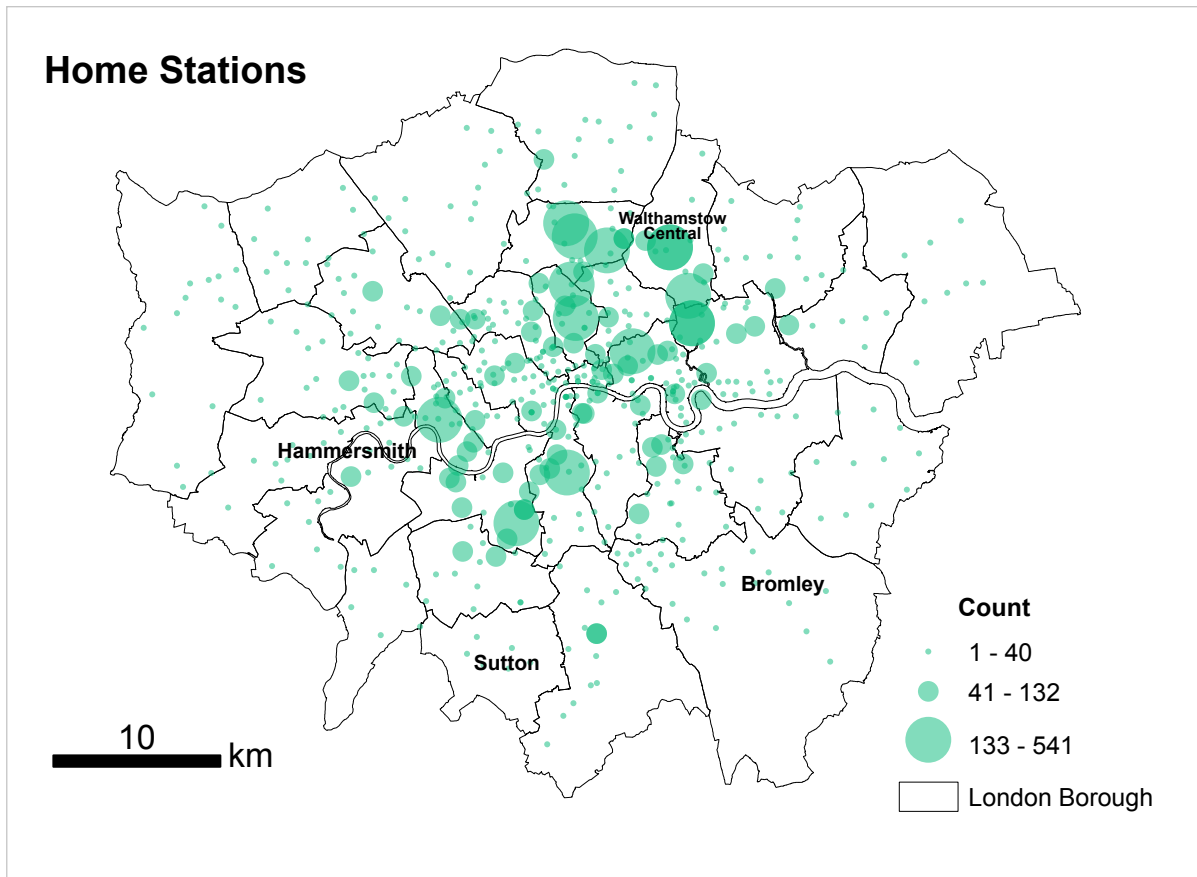 Home Stations
Walthamstow
Central
Hammersmith
Bromley
Sutton
Count
1 - 40
41 - 132
133 - 541
London Borough
10
km